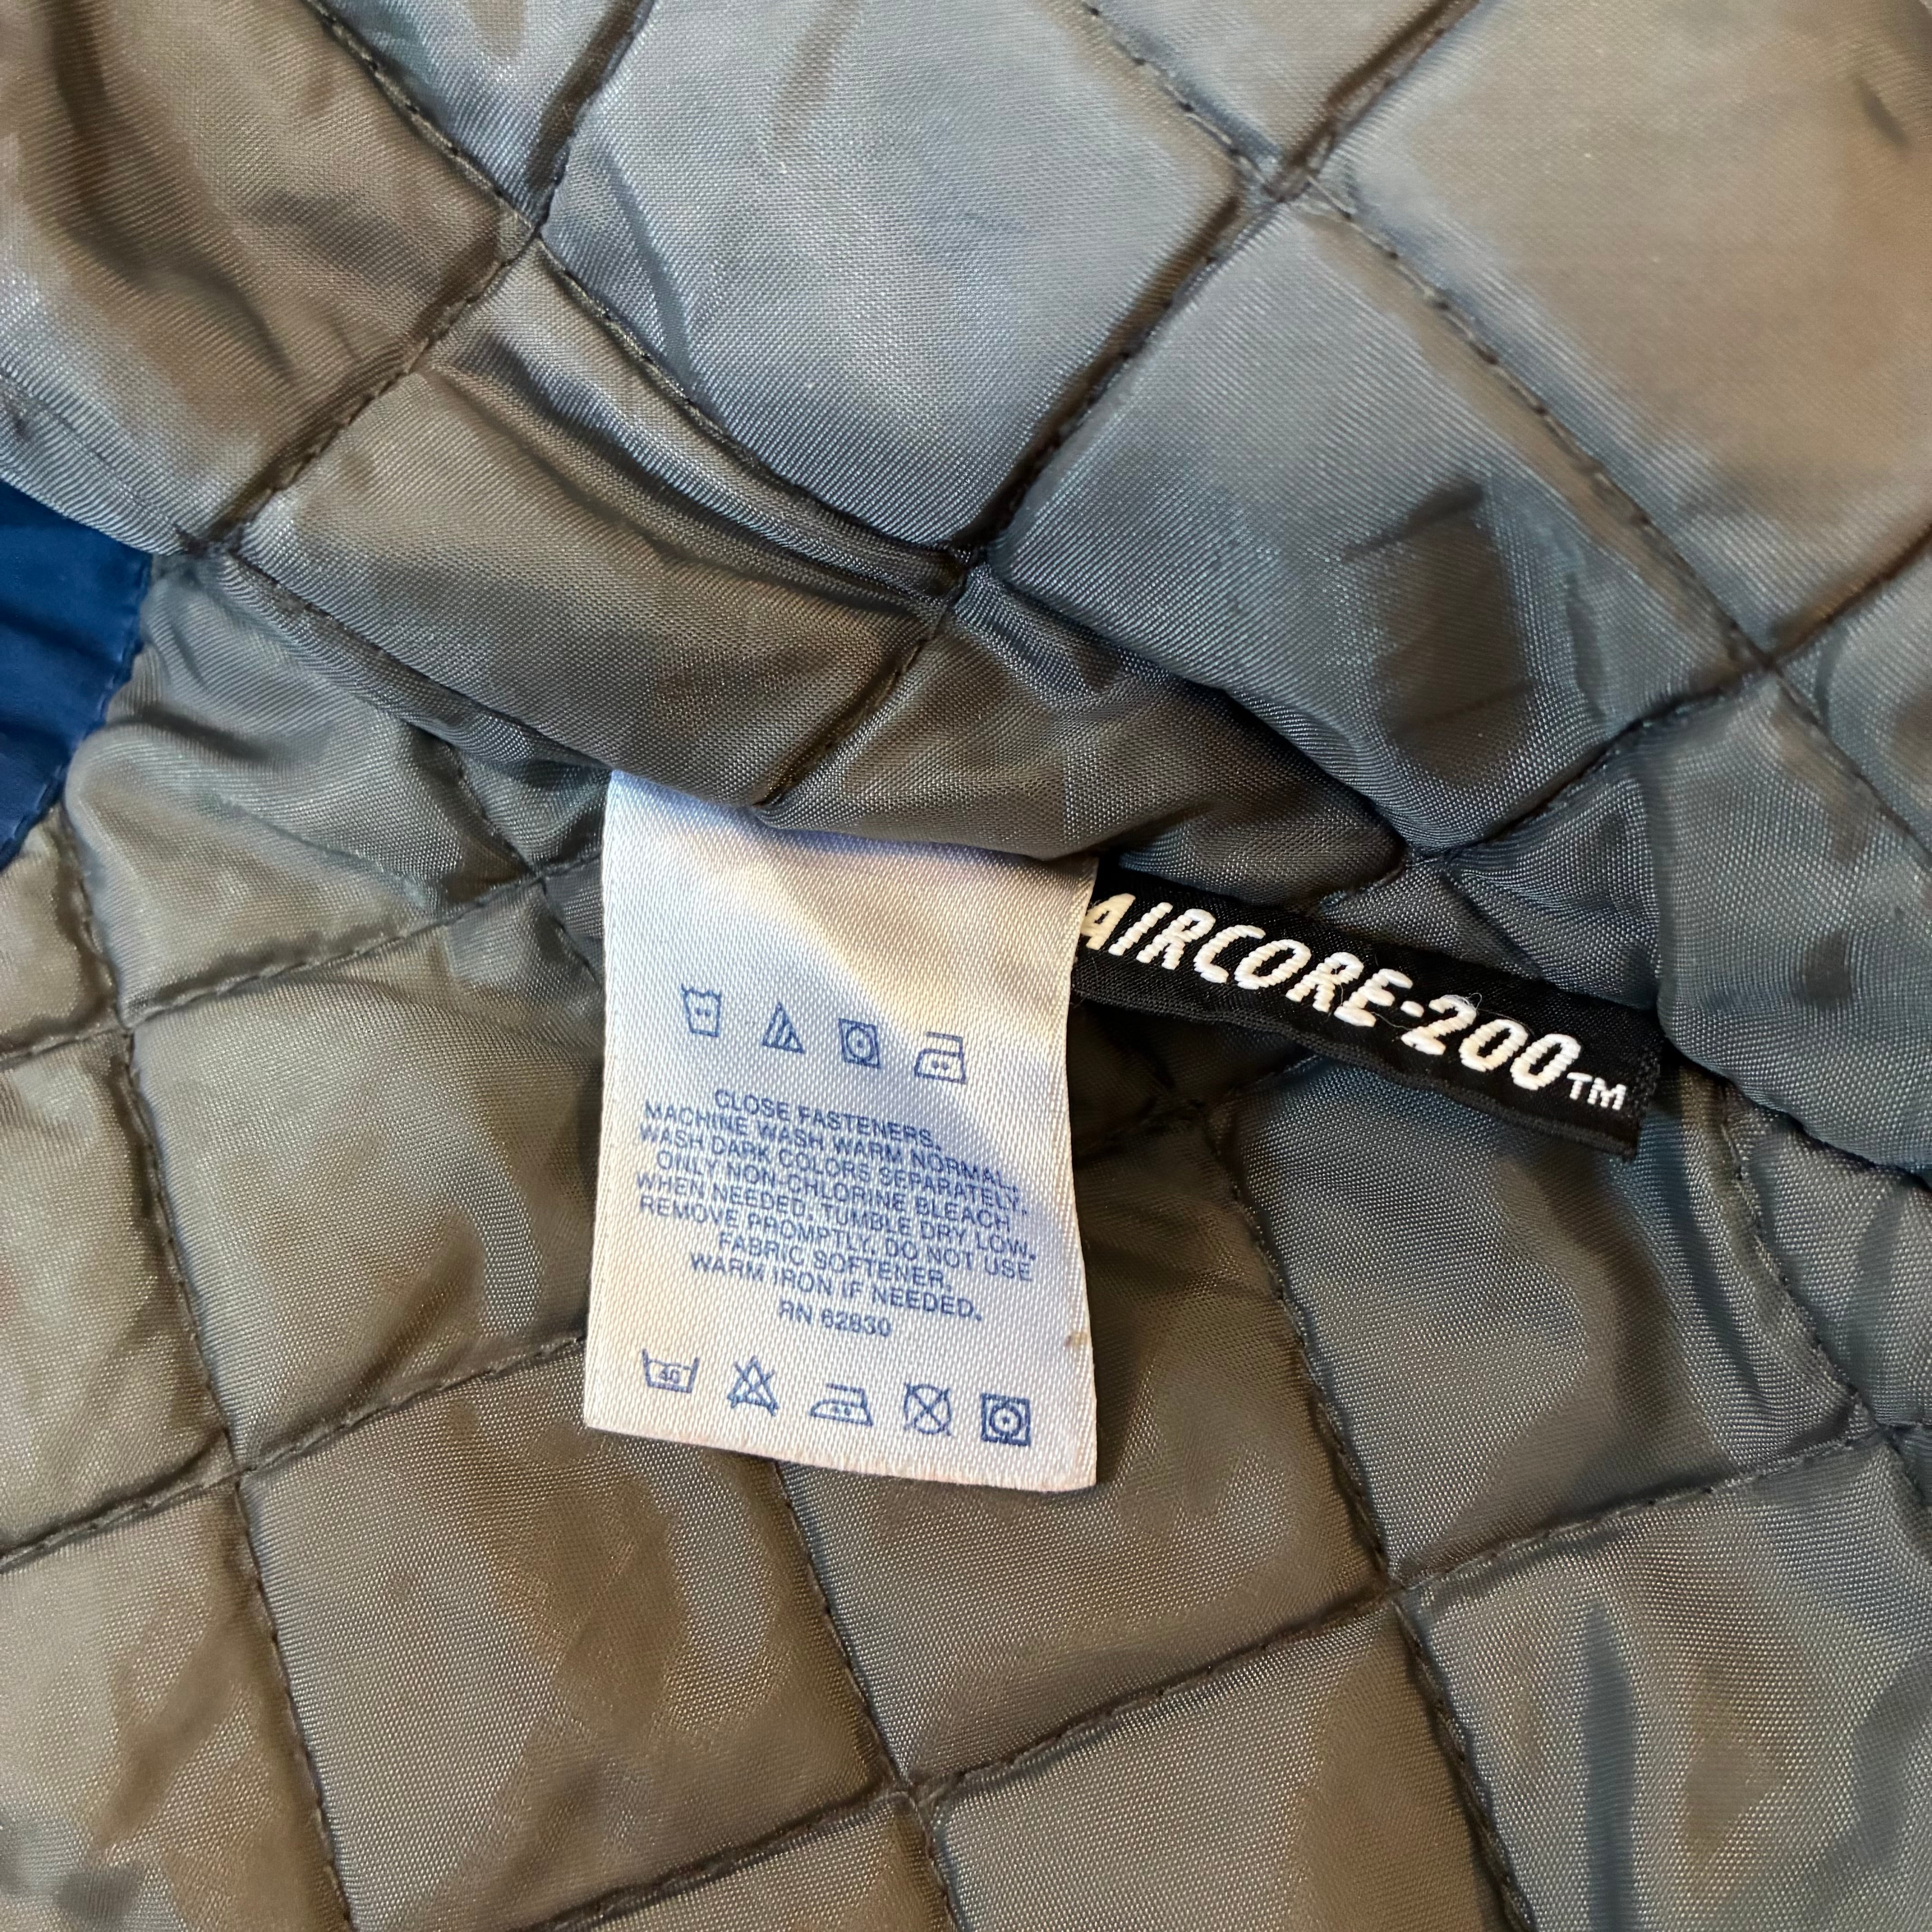 AIRCORE-200™
CLOSE FASTENERS.
MACHINE WASH WARM NORMAL.
WASH DARK COLORS SEPARATELY.
ONLY NON-CHLORINE BLEACH
WHEN NEEDED. TUMBLE DRY LOW.
REMOVE PROMPTLY. DO NOT USE
FABRIC SOFTENER.
WARM IRON IF NEEDED.
RN 62830
40